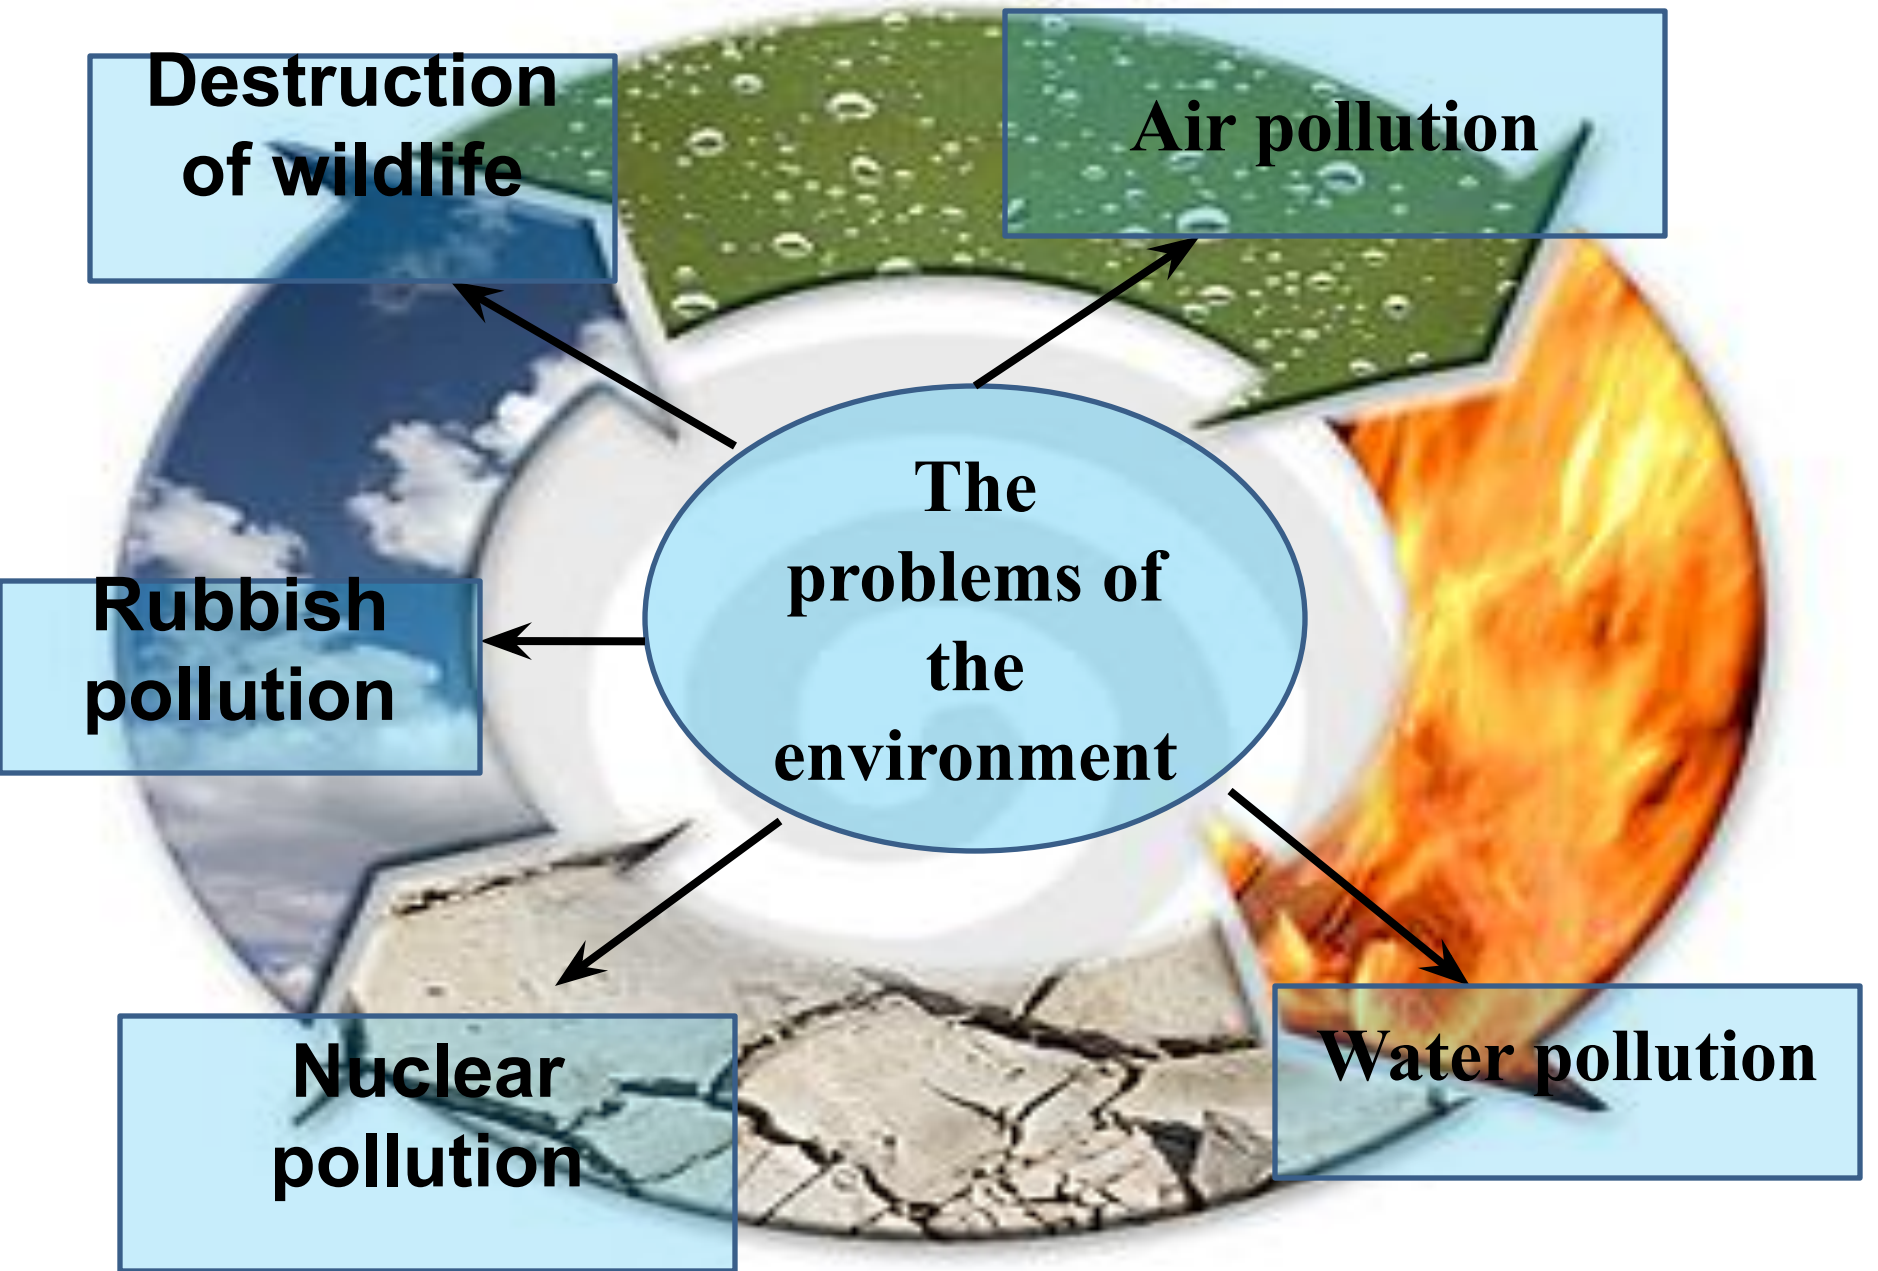 Destruction
of wildlife
Air pollution
The
problems of
the
environment
Rubbish
pollution
Nuclear
pollution
Water pollution